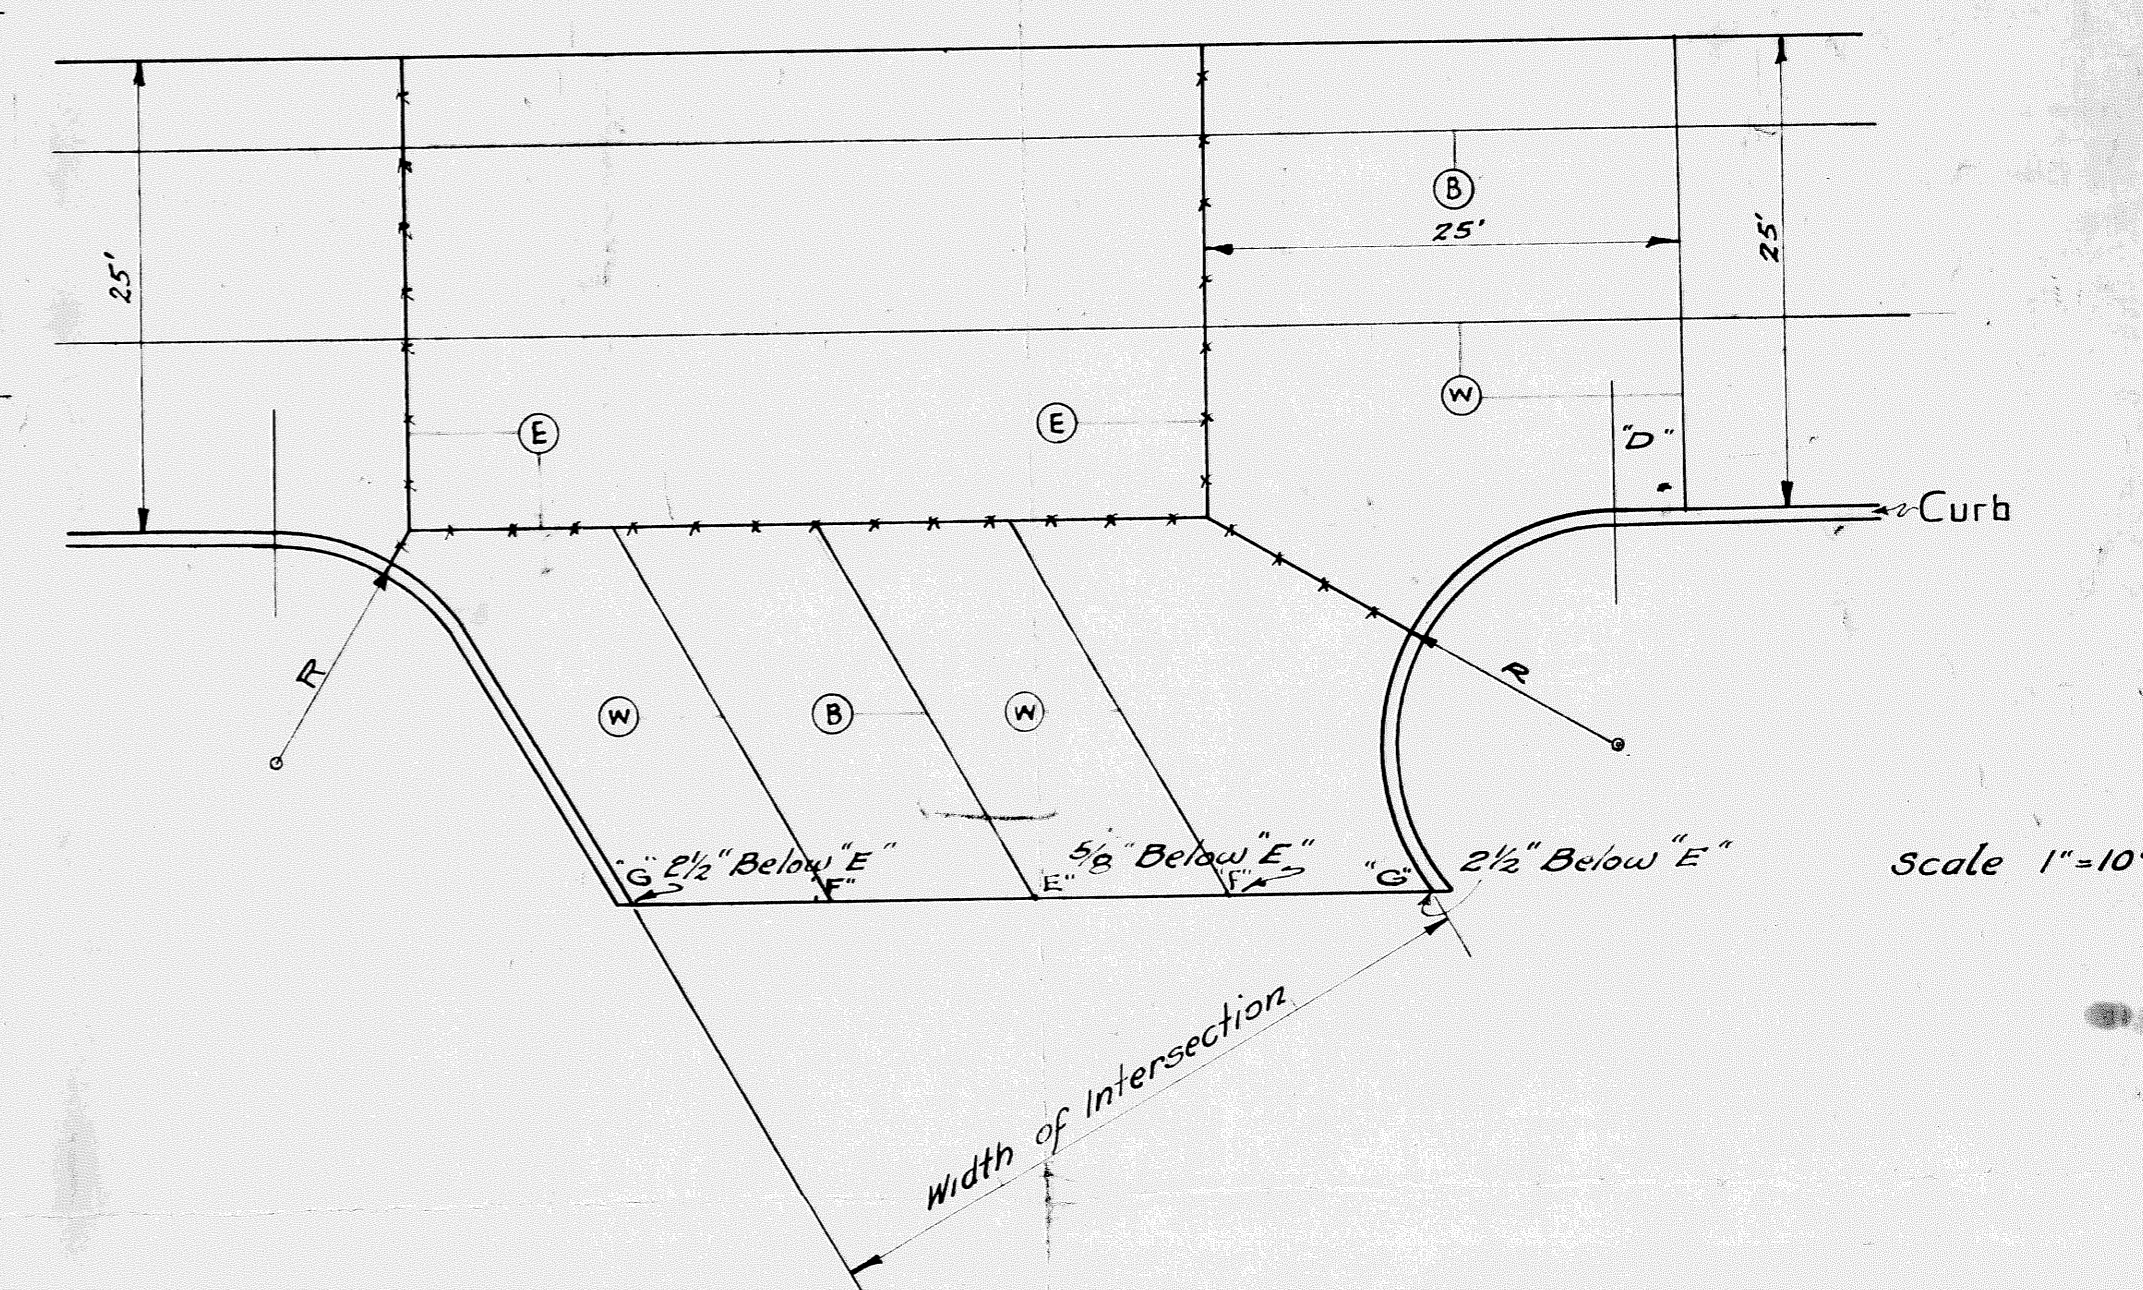 B
25'
25'
25'
W
"D"
E
E
Curb
R
R
W
B
W
"G" 2½" Below "E"
"F"
E"
5/8" Below "E"
"F"
"G"
2½" Below "E"
Scale 1"=10'
Width of Intersection